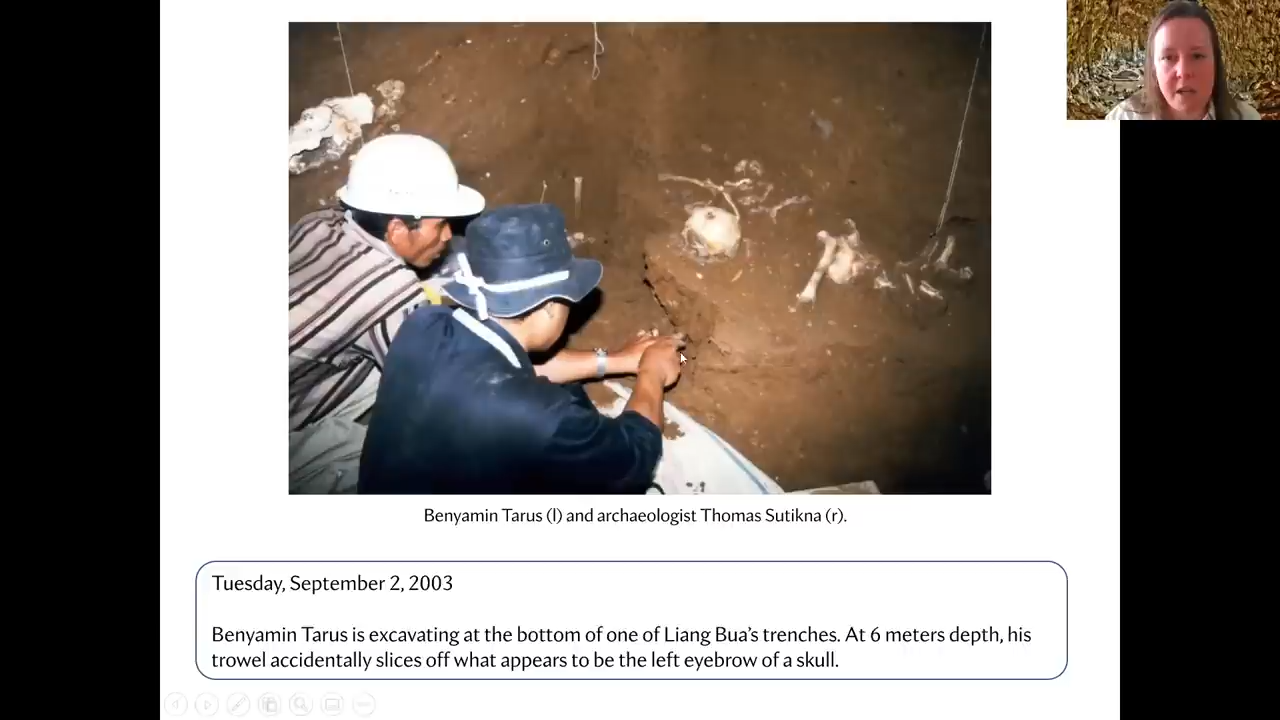 Benyamin Tarus (l) and archaeologist Thomas Sutikna (r).
Tuesday, September 2, 2003
Benyamin Tarus is excavating at the bottom of one of Liang Bua's trenches. At 6 meters depth, his
trowel accidentally slices off what appears to be the left eyebrow of a skull.